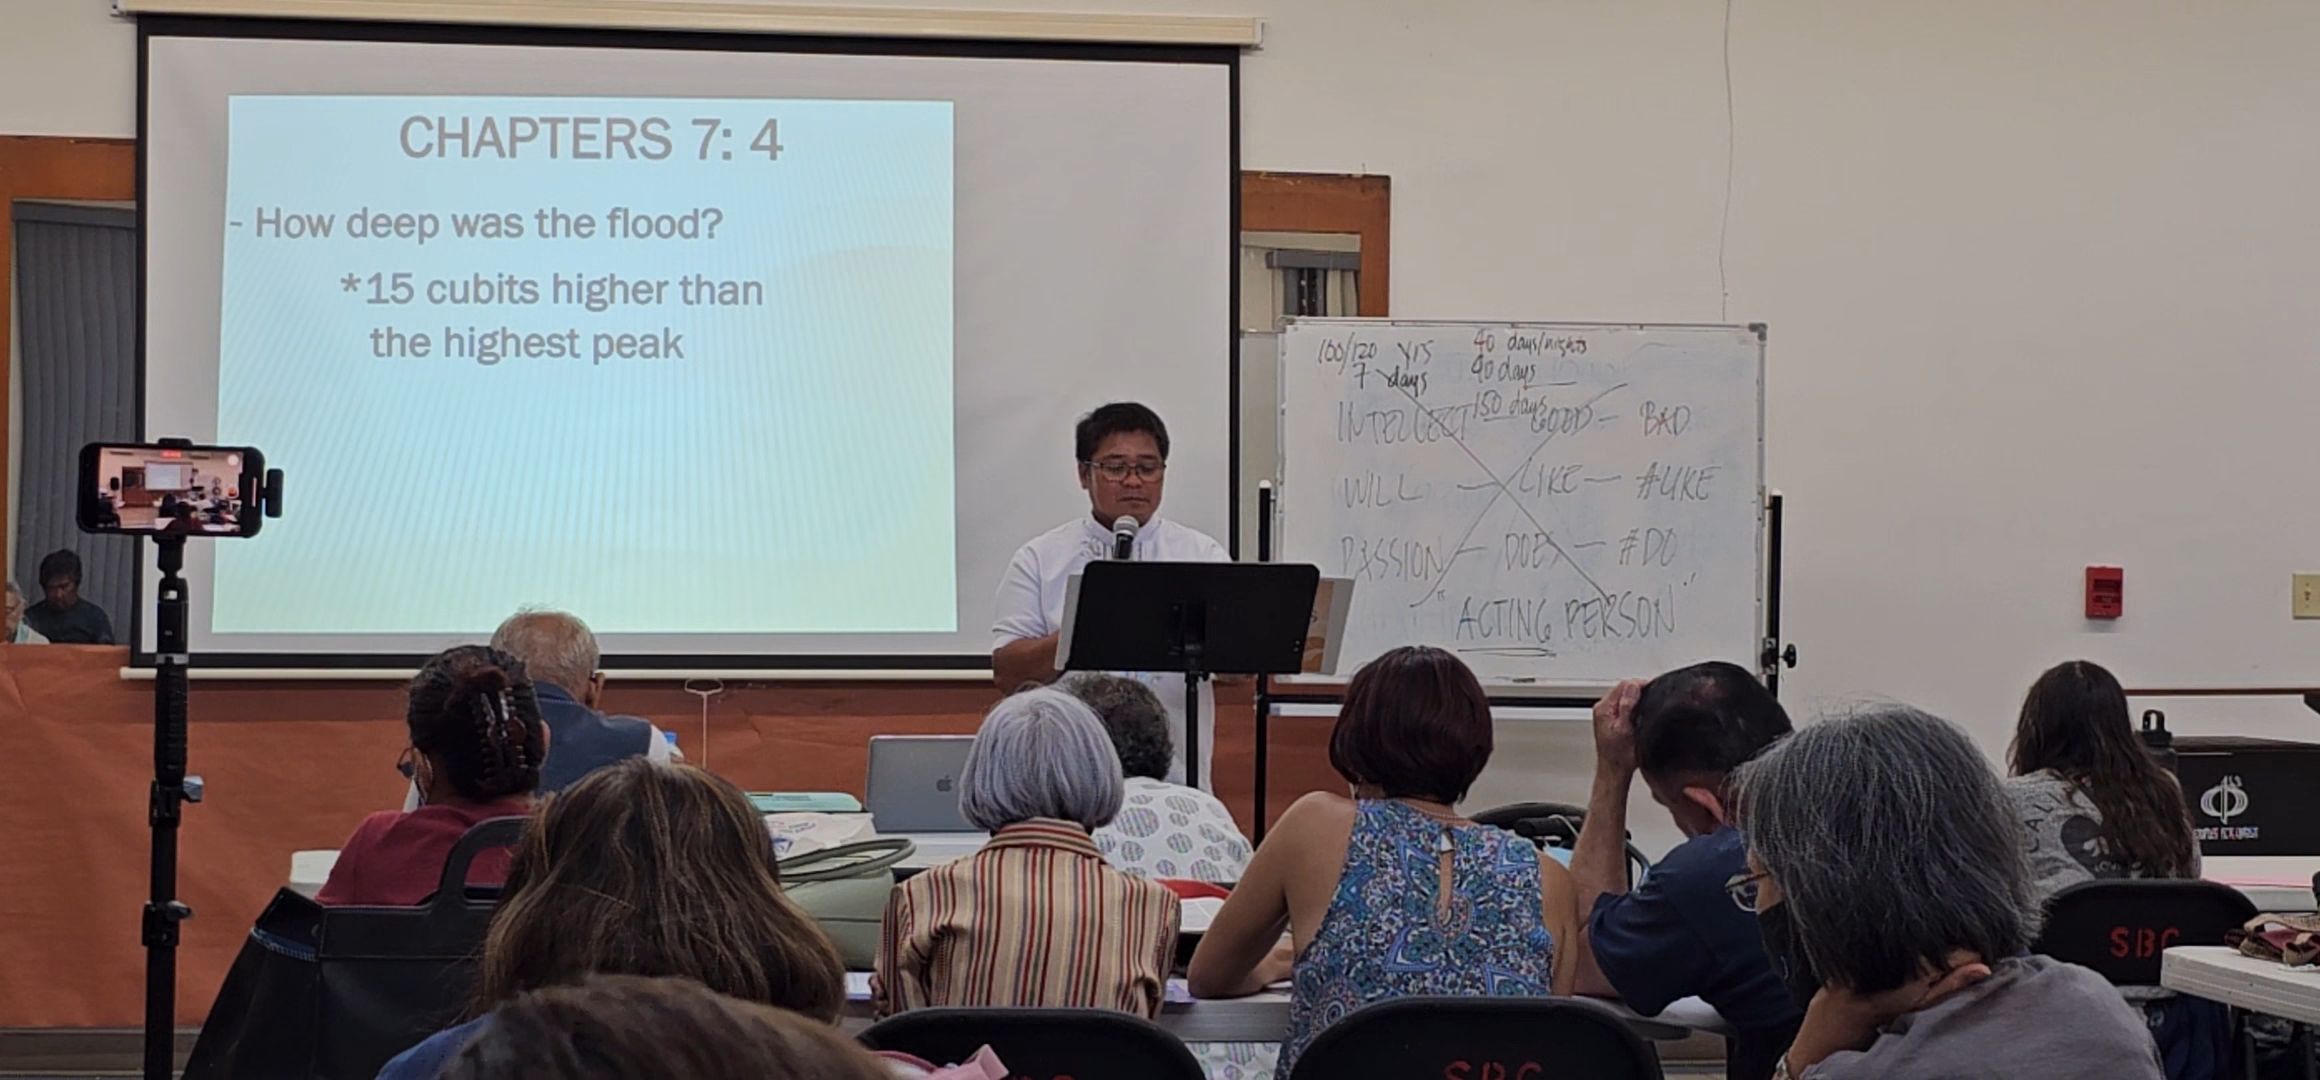 CHAPTERS 7: 4
- How deep was the flood?
*15 cubits higher than
the highest peak
100/120 yrs
7 days
40 days/nights
40 days
150 days
INTELLECT GOOD — BAD
WILL — LIKE — #LIKE
PASSION — DOES — #DO
"ACTING PERSON"
SBC
SBC